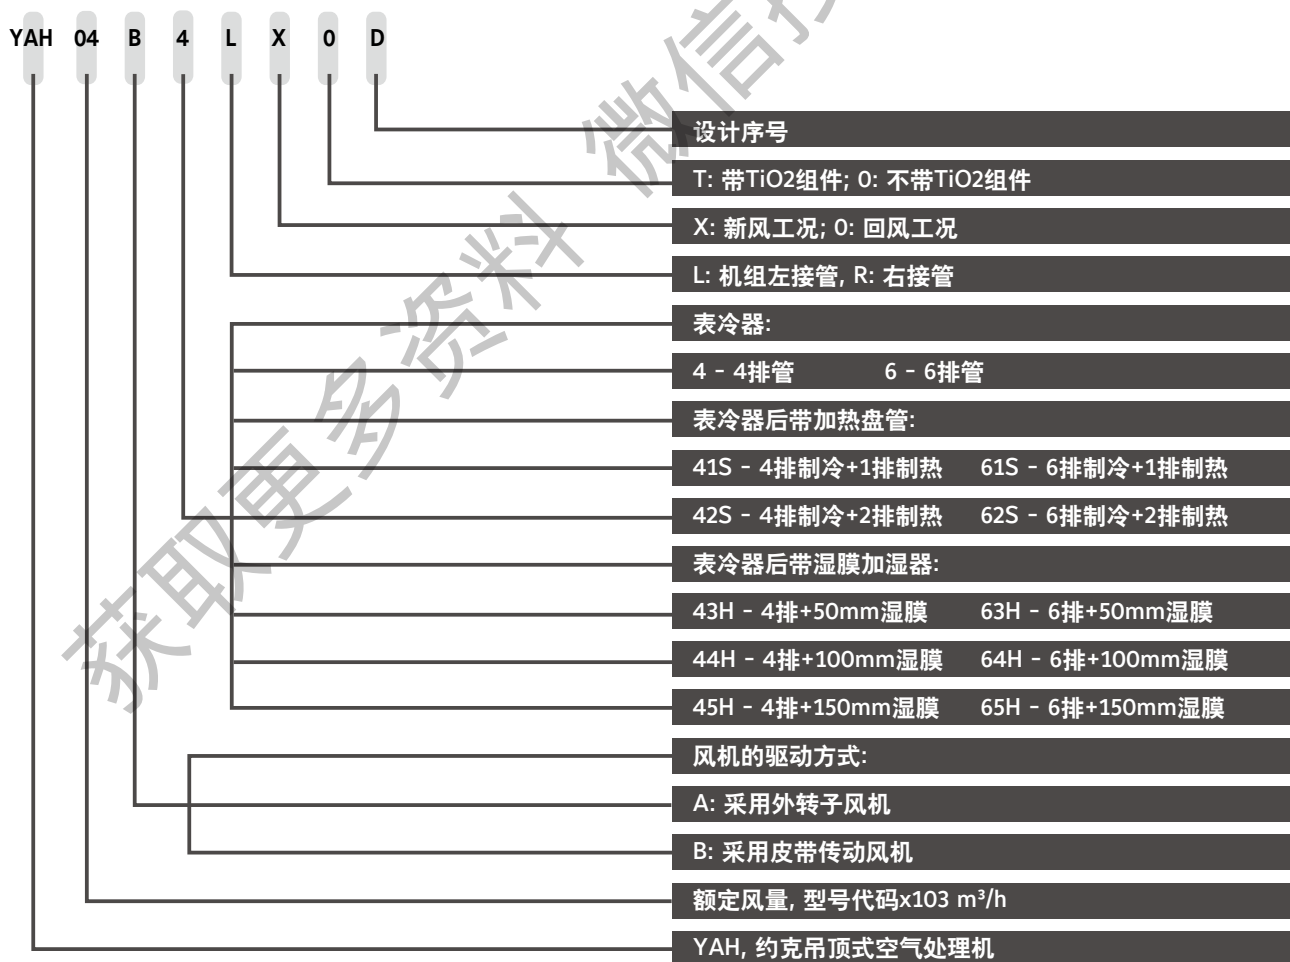 YAH 04 B 4 L X 0 D
设计序号
T: 带TiO2组件; 0: 不带TiO2组件
X: 新风工况; 0: 回风工况
L: 机组左接管, R: 右接管
表冷器:
4 - 4排管 6 - 6排管
表冷器后带加热盘管:
41S - 4排制冷+1排制热 61S - 6排制冷+1排制热
42S - 4排制冷+2排制热 62S - 6排制冷+2排制热
表冷器后带湿膜加湿器:
43H - 4排+50mm湿膜 63H - 6排+50mm湿膜
44H - 4排+100mm湿膜 64H - 6排+100mm湿膜
45H - 4排+150mm湿膜 65H - 6排+150mm湿膜
风机的驱动方式:
A: 采用外转子风机
B: 采用皮带传动风机
额定风量, 型号代码x103 m³/h
YAH, 约克吊顶式空气处理机
获取更多资料 微信